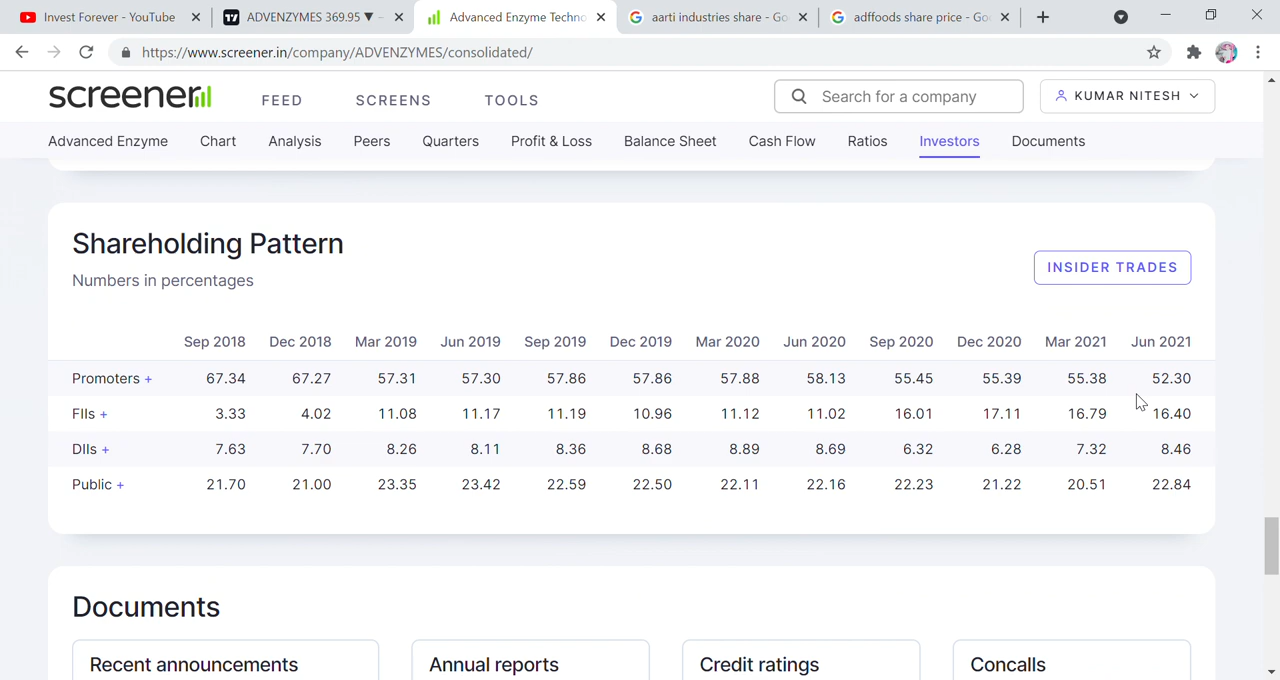 Invest Forever - YouTube ADVENZYMES 369.95 ▼ - Advanced Enzyme Techno aarti industries share - Go adffoods share price - Go
https://www.screener.in/company/ADVENZYMES/consolidated/
screener FEED SCREENS TOOLS Search for a company KUMAR NITESH
Advanced Enzyme Chart Analysis Peers Quarters Profit & Loss Balance Sheet Cash Flow Ratios Investors Documents
Shareholding Pattern
INSIDER TRADES
Numbers in percentages
Sep 2018 Dec 2018 Mar 2019 Jun 2019 Sep 2019 Dec 2019 Mar 2020 Jun 2020 Sep 2020 Dec 2020 Mar 2021 Jun 2021
Promoters + 67.34 67.27 57.31 57.30 57.86 57.86 57.88 58.13 55.45 55.39 55.38 52.30
FIIs + 3.33 4.02 11.08 11.17 11.19 10.96 11.12 11.02 16.01 17.11 16.79 16.40
DIIs + 7.63 7.70 8.26 8.11 8.36 8.68 8.89 8.69 6.32 6.28 7.32 8.46
Public + 21.70 21.00 23.35 23.42 22.59 22.50 22.11 22.16 22.23 21.22 20.51 22.84
Documents
Recent announcements Annual reports Credit ratings Concalls